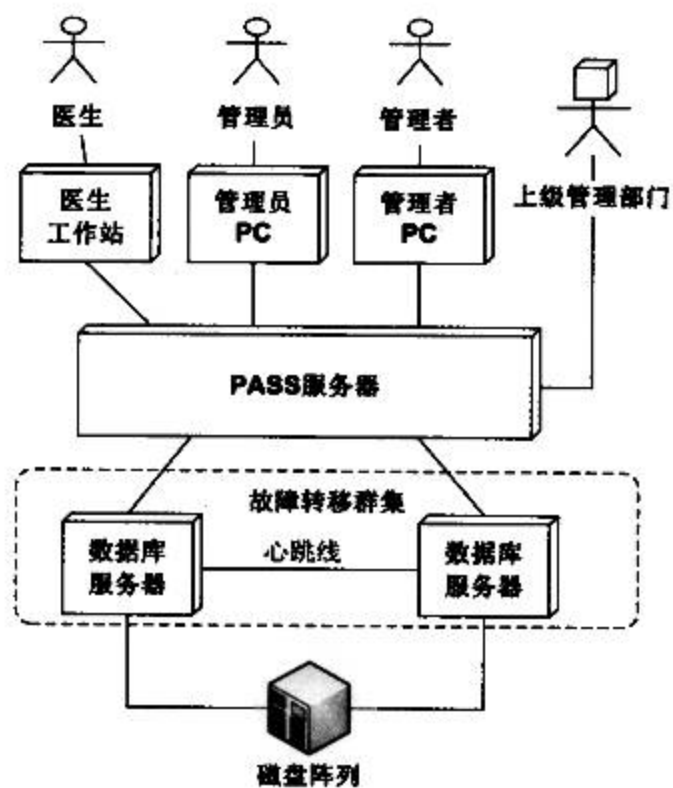 医生
管理员
管理者
上级管理部门
医生
工作站
管理员
PC
管理者
PC
PASS服务器
故障转移群集
数据库
服务器
心跳线
数据库
服务器
磁盘阵列